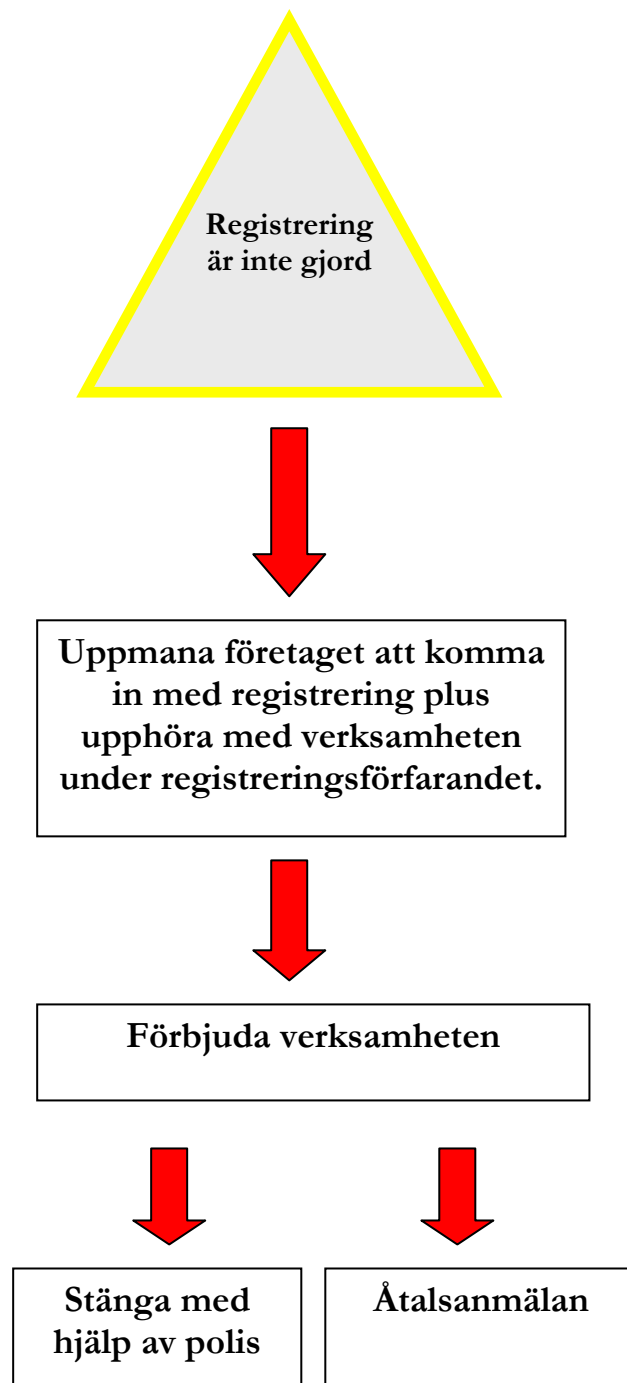 Registrering
är inte gjord
Uppmana företaget att komma
in med registrering plus
upphöra med verksamheten
under registreringsförfarandet.
Förbjuda verksamheten
Stänga med
hjälp av polis
Åtalsanmälan